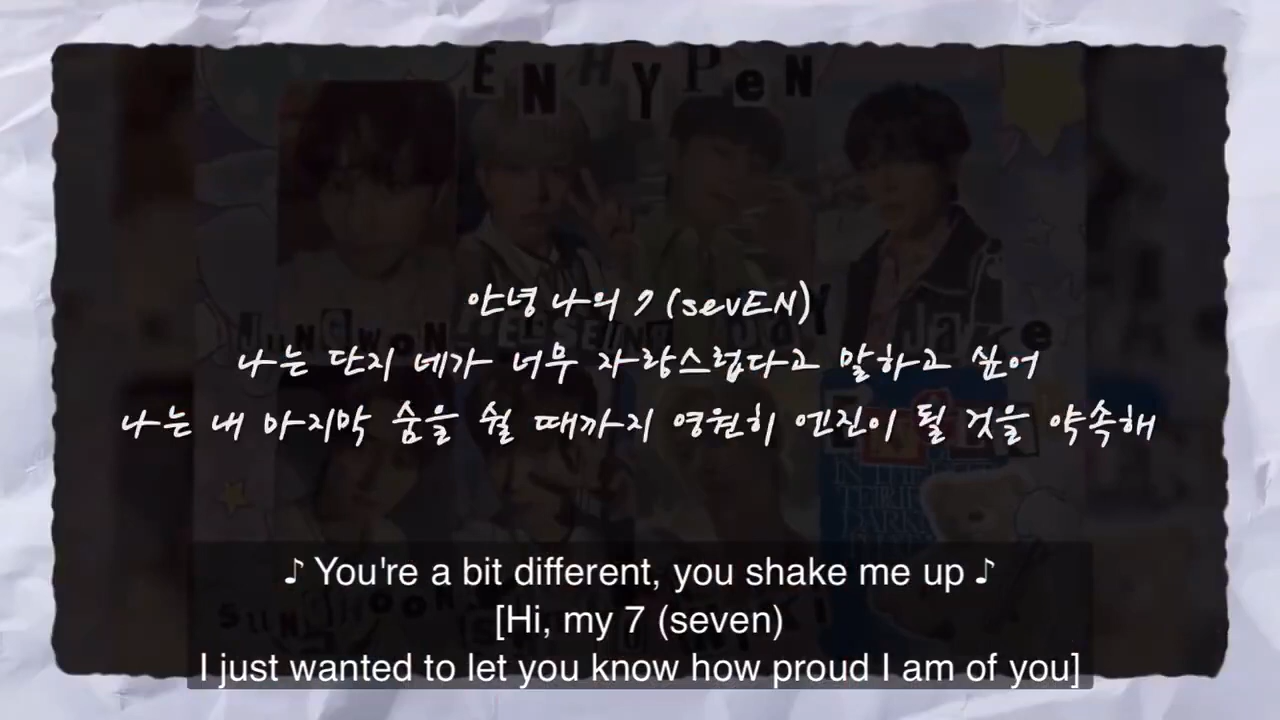 ENHYPEN
안녕 나의 7 (sevEN)
나는 단지 네가 너무 자랑스럽다고 말하고 싶어
나는 내 마지막 숨을 쉴 때까지 영원히 엔진이 될 것을 약속해
♪ You're a bit different, you shake me up ♪
[Hi, my 7 (seven)
I just wanted to let you know how proud I am of you]